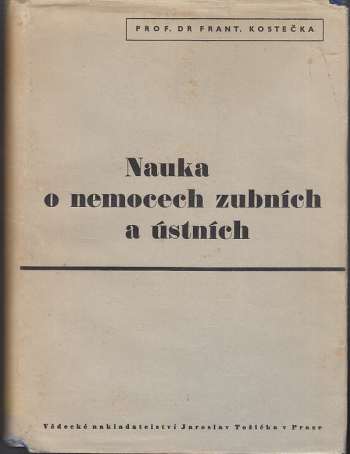 PROF. DR FRANT. KOSTEČKA
Nauka
o nemocech zubních
a ústních
Vědecké nakladatelství Jaroslav Tožička v Praze